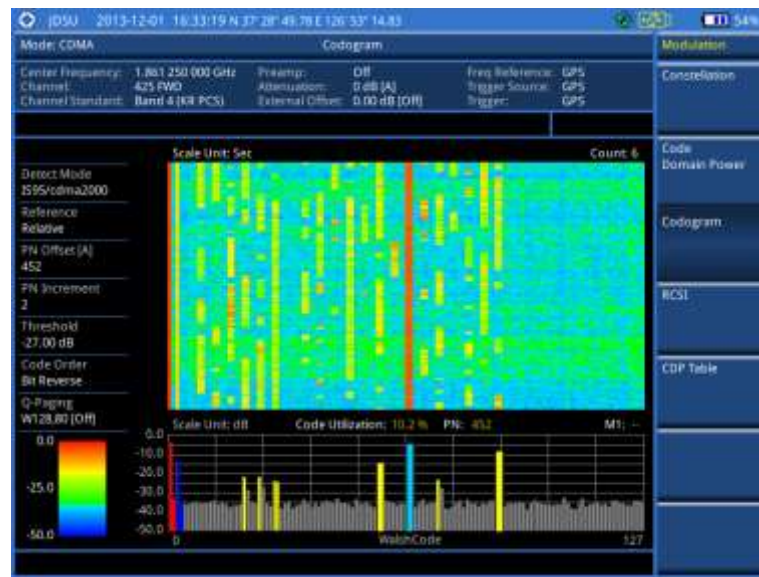 JDSU 2013-12-01 16:33:19 N 37° 28' 49.78 E 126° 53' 14.83 54%
Mode: CDMA Codogram Modulation
Center Frequency: 1.861 250 000 GHz Preamp: Off Freq Reference: GPS
Channel: 425 FWD Attenuation: 0 dB [A] Trigger Source: GPS
Channel Standard: Band 4 (KR PCS) External Offset: 0.00 dB [Off] Trigger: GPS
Constellation
Scale Unit: Sec Count: 6
Code
Domain Power
Detect Mode
IS95/cdma2000
Reference
Relative
Codogram
PN Offset [A]
452
PN Increment
2
RCSI
Threshold
-27.00 dB
Code Order
Bit Reverse
CDP Table
Q-Paging
W128,80 [Off]
Scale Unit: dB Code Utilization: 10.2 % PN: 452 M1: --
0.0
-25.0
-50.0
0.0
-10.0
-20.0
-30.0
-40.0
-50.0
0 WalshCode 127